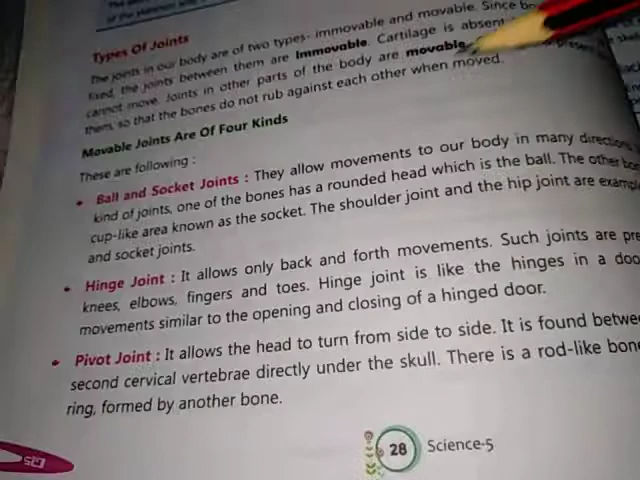 Types Of Joints
The joints in our body are of two types- immovable and movable. Since
fixed, the joints between them are immovable. Cartilage is absent
cannot move. Joints in other parts of the body are movable
them, so that the bones do not rub against each other when moved.
Movable Joints Are Of Four Kinds
These are following :
• Ball and Socket Joints : They allow movements to our body in many directions
kind of joints, one of the bones has a rounded head which is the ball. The other
cup-like area known as the socket. The shoulder joint and the hip joint are
and socket joints.
• Hinge Joint : It allows only back and forth movements. Such joints are
knees, elbows, fingers and toes. Hinge joint is like the hinges in a
movements similar to the opening and closing of a hinged door.
• Pivot Joint : It allows the head to turn from side to side. It is found
second cervical vertebrae directly under the skull. There is a rod-like
ring, formed by another bone.
28 Science-5